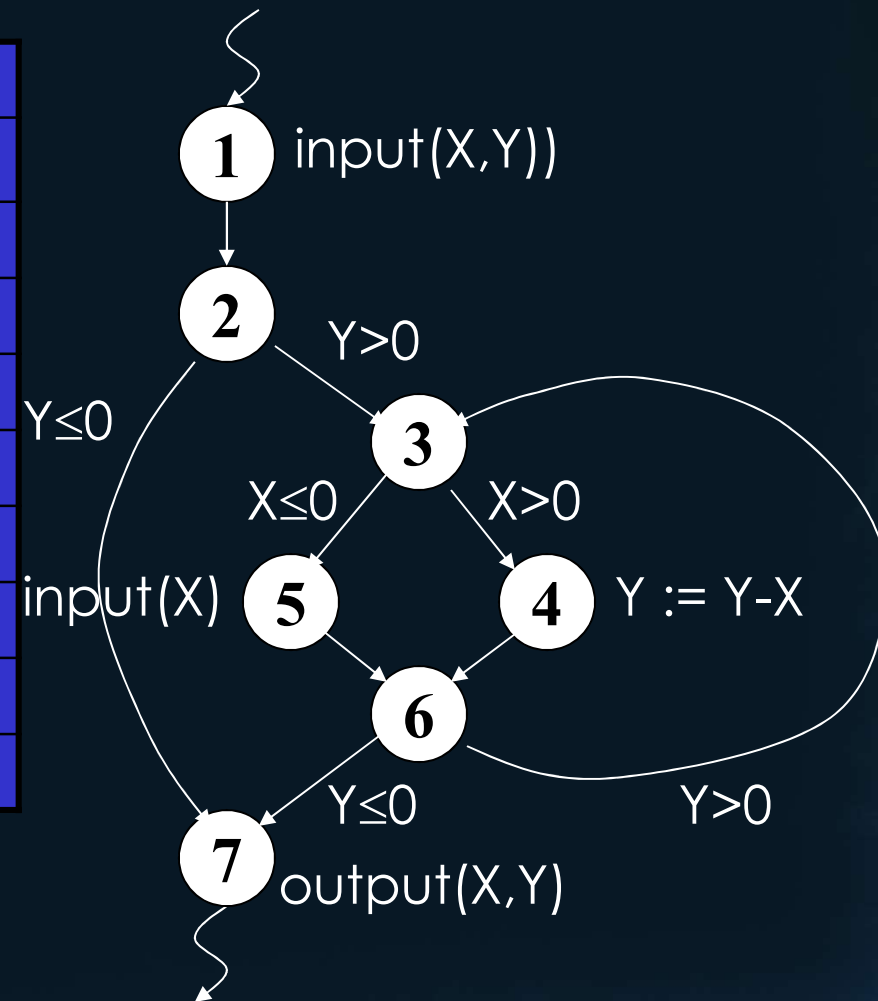 1 input(X,Y))
2
Y>0
Y≤0
3
X≤0 X>0
input(X) 5 4 Y := Y-X
6
Y≤0 Y>0
7
output(X,Y)